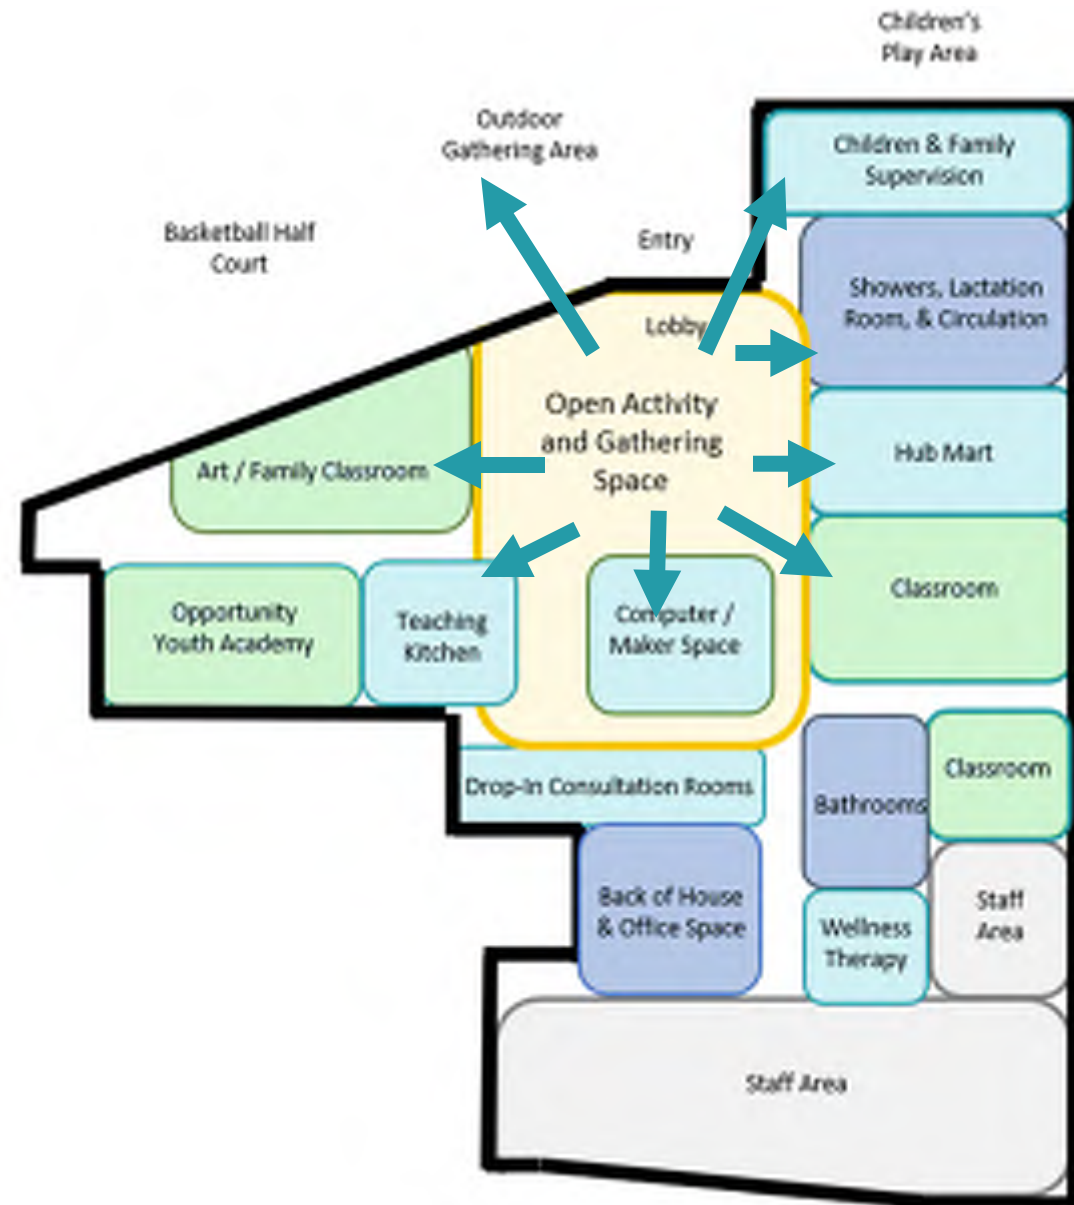 Children's
Play Area
Outdoor
Gathering Area
Children & Family
Supervision
Basketball Half
Court
Entry
Showers, Lactation
Room, & Circulation
Lobby
Open Activity
and Gathering
Space
Hub Mart
Art / Family Classroom
Classroom
Opportunity
Youth Academy
Teaching
Kitchen
Computer /
Maker Space
Drop-In Consultation Rooms
Bathrooms
Classroom
Back of House
& Office Space
Wellness
Therapy
Staff
Area
Staff Area